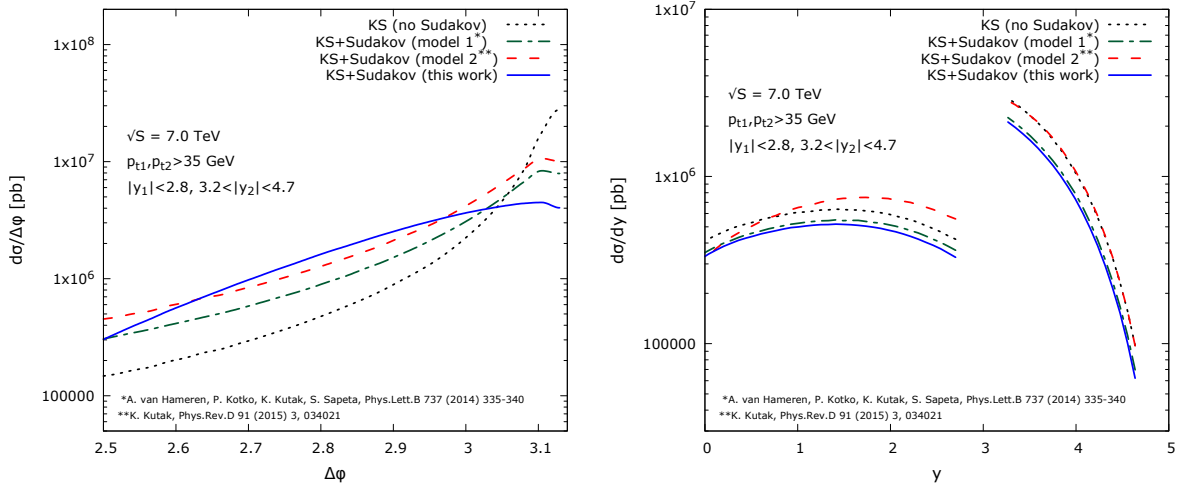 KS (no Sudakov)
KS+Sudakov (model 1*)
KS+Sudakov (model 2**)
KS+Sudakov (this work)
√S = 7.0 TeV
pt1,pt2>35 GeV
|y1|<2.8, 3.2<|y2|<4.7
dσ/Δφ [pb]
1x10^8
1x10^7
1x10^6
100000
*A. van Hameren, P. Kotko, K. Kutak, S. Sapeta, Phys.Lett.B 737 (2014) 335-340
**K. Kutak, Phys.Rev.D 91 (2015) 3, 034021
2.5 2.6 2.7 2.8 2.9 3 3.1
Δφ
KS (no Sudakov)
KS+Sudakov (model 1*)
KS+Sudakov (model 2**)
KS+Sudakov (this work)
√S = 7.0 TeV
pt1,pt2>35 GeV
|y1|<2.8, 3.2<|y2|<4.7
dσ/dy [pb]
1x10^7
1x10^6
100000
*A. van Hameren, P. Kotko, K. Kutak, S. Sapeta, Phys.Lett.B 737 (2014) 335-340
**K. Kutak, Phys.Rev.D 91 (2015) 3, 034021
0 1 2 3 4 5
y